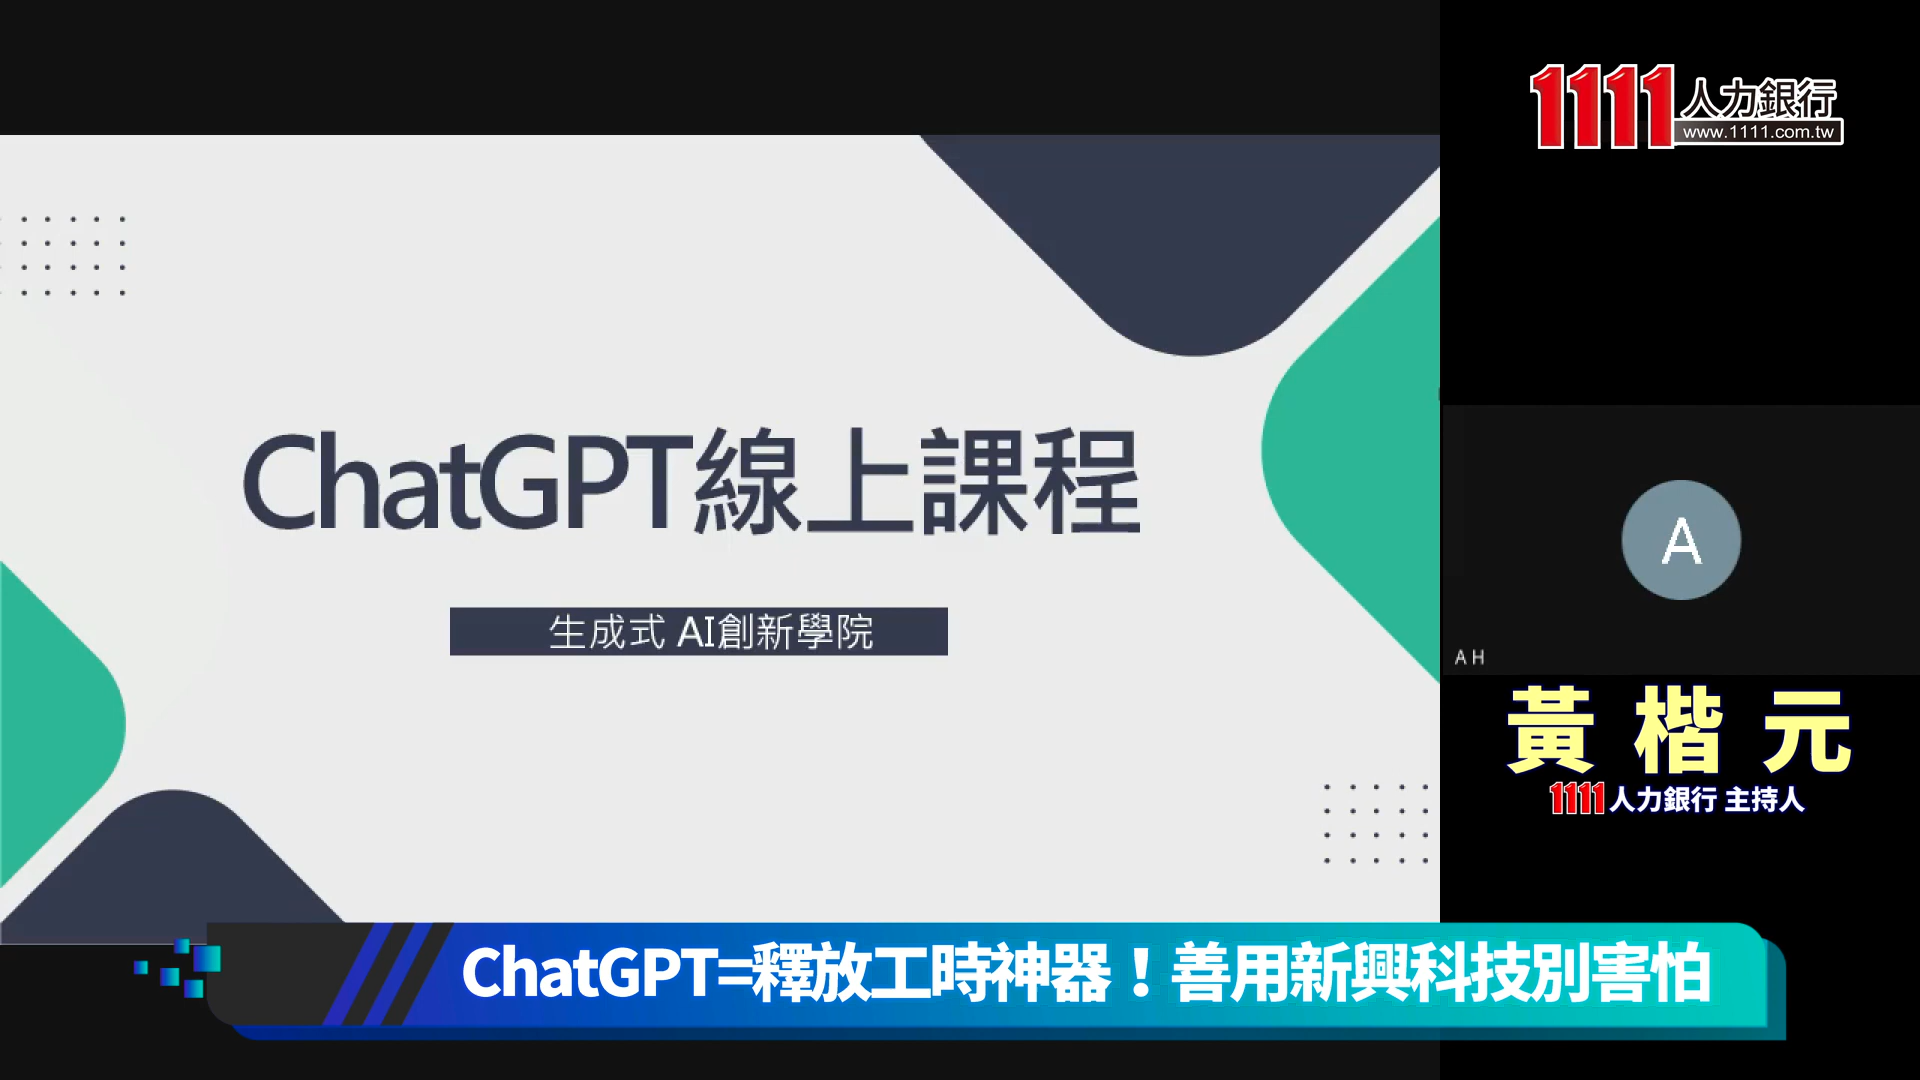 1111人力銀行
www.1111.com.tw
ChatGPT線上課程
生成式 AI創新學院
A
A H
黃楷元
1111人力銀行 主持人
ChatGPT=釋放工時神器！善用新興科技別害怕